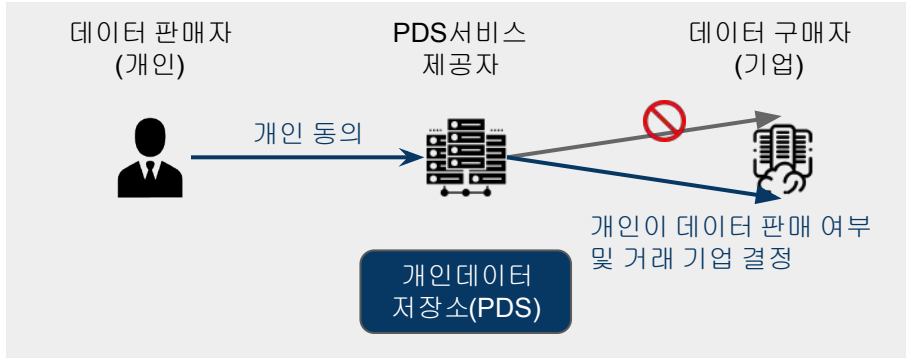 데이터 판매자
(개인)
PDS서비스
제공자
데이터 구매자
(기업)
개인 동의
개인이 데이터 판매 여부
및 거래 기업 결정
개인데이터
저장소(PDS)